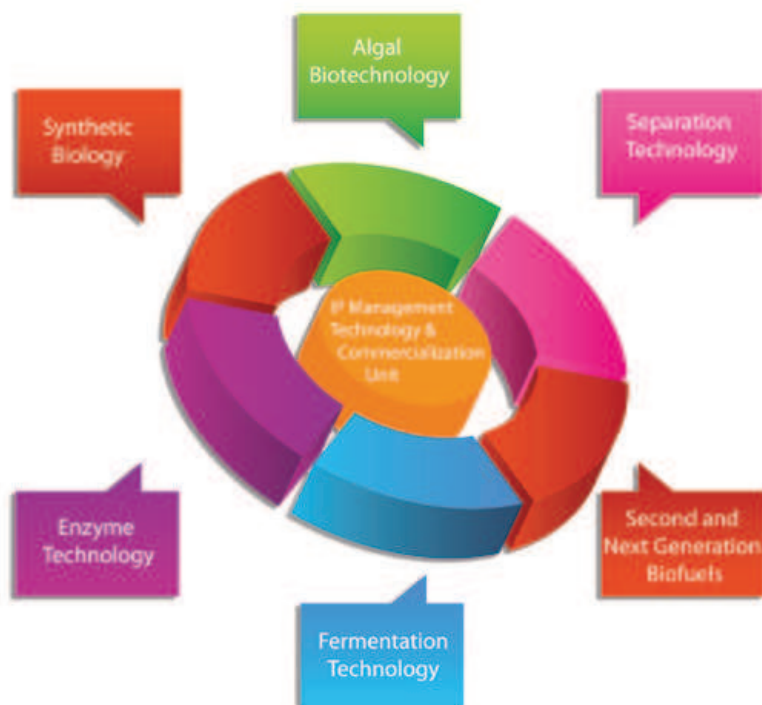 Algal
Biotechnology
Synthetic
Biology
Separation
Technology
IP Management
Technology &
Commercialization
Unit
Enzyme
Technology
Second and
Next Generation
Biofuels
Fermentation
Technology